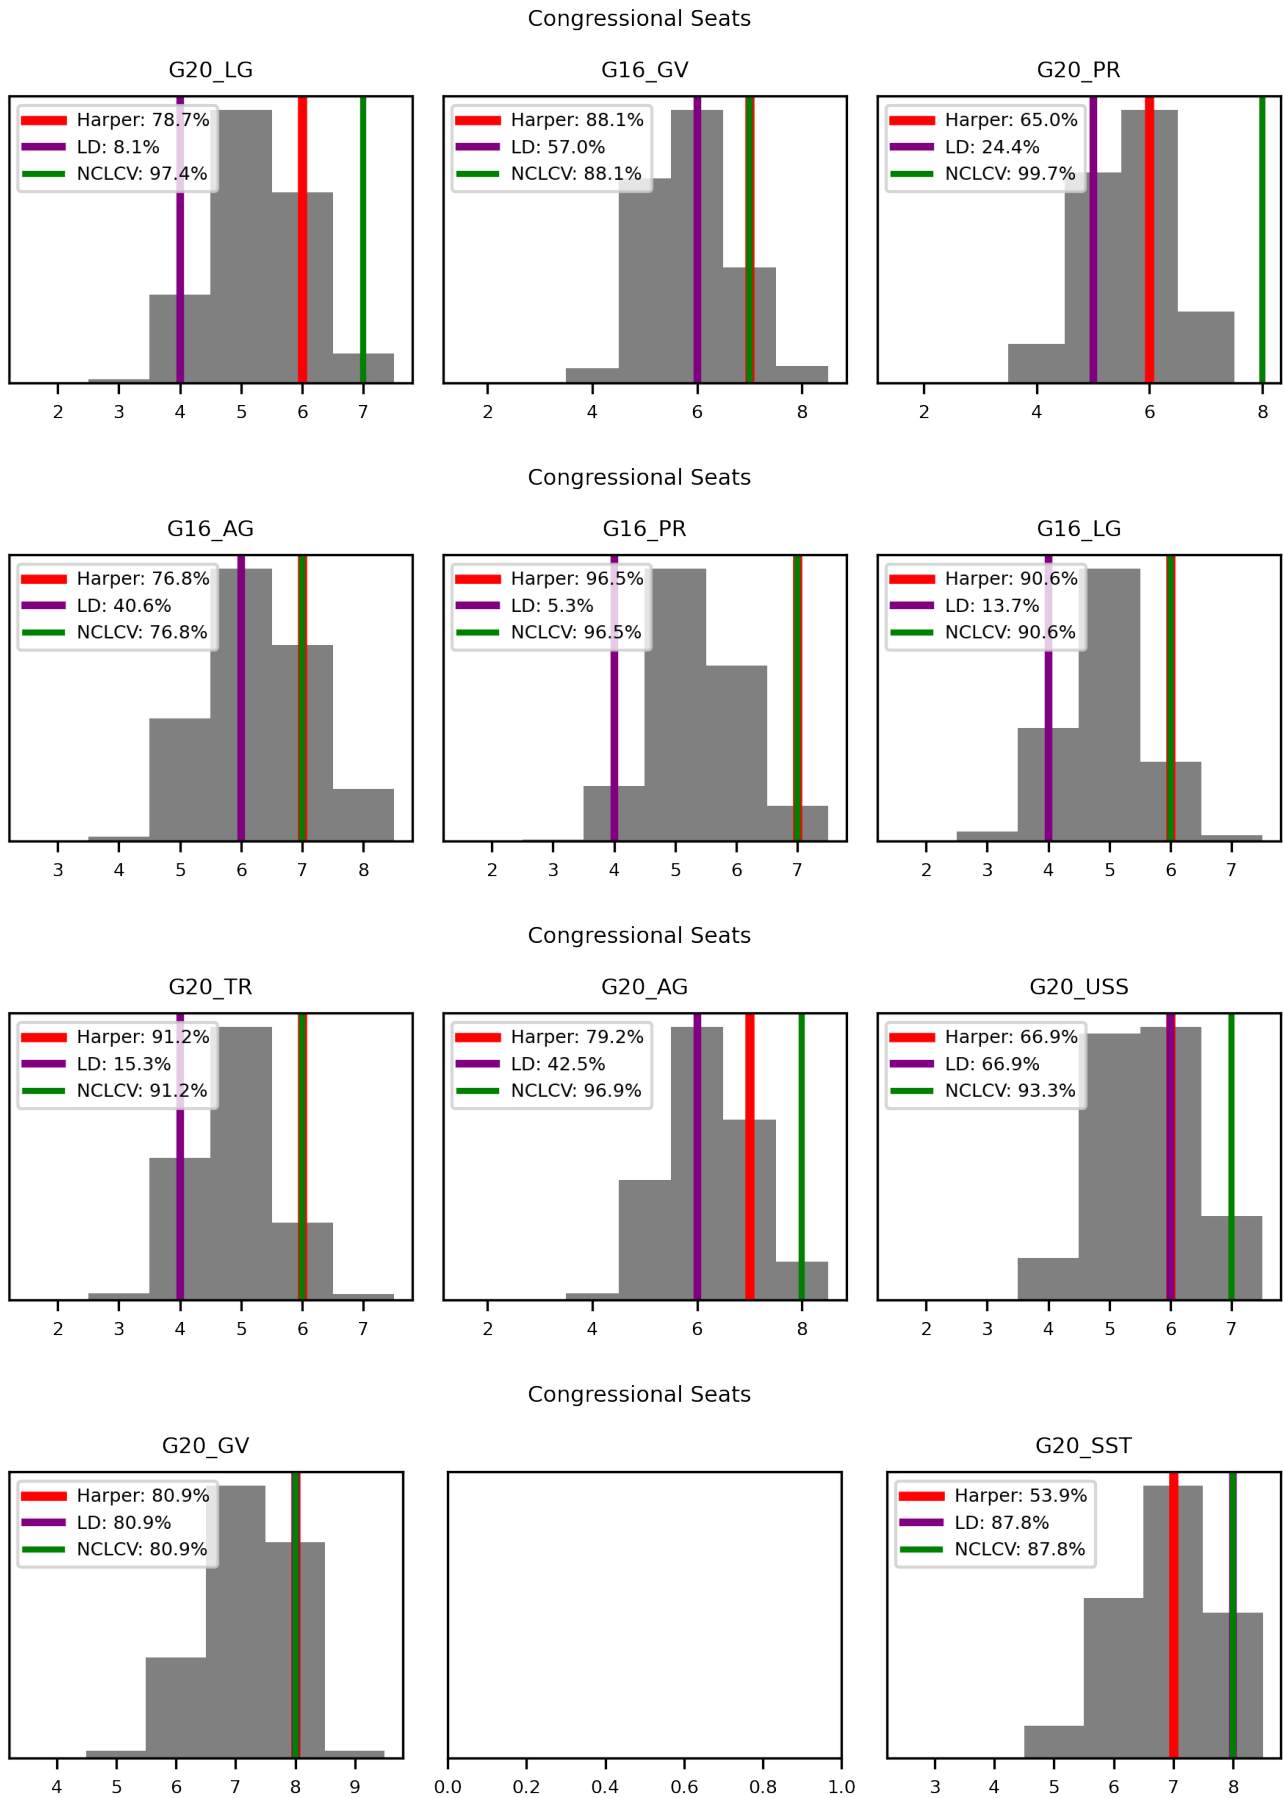 Congressional Seats
G20_LG
Harper: 78.7%
LD: 8.1%
NCLCV: 97.4%
2 3 4 5 6 7
G16_GV
Harper: 88.1%
LD: 57.0%
NCLCV: 88.1%
2 4 6 8
G20_PR
Harper: 65.0%
LD: 24.4%
NCLCV: 99.7%
2 4 6 8
Congressional Seats
G16_AG
Harper: 76.8%
LD: 40.6%
NCLCV: 76.8%
3 4 5 6 7 8
G16_PR
Harper: 96.5%
LD: 5.3%
NCLCV: 96.5%
2 3 4 5 6 7
G16_LG
Harper: 90.6%
LD: 13.7%
NCLCV: 90.6%
2 3 4 5 6 7
Congressional Seats
G20_TR
Harper: 91.2%
LD: 15.3%
NCLCV: 91.2%
2 3 4 5 6 7
G20_AG
Harper: 79.2%
LD: 42.5%
NCLCV: 96.9%
2 4 6 8
G20_USS
Harper: 66.9%
LD: 66.9%
NCLCV: 93.3%
2 3 4 5 6 7
Congressional Seats
G20_GV
Harper: 80.9%
LD: 80.9%
NCLCV: 80.9%
4 5 6 7 8 9
0.0 0.2 0.4 0.6 0.8 1.0
G20_SST
Harper: 53.9%
LD: 87.8%
NCLCV: 87.8%
3 4 5 6 7 8